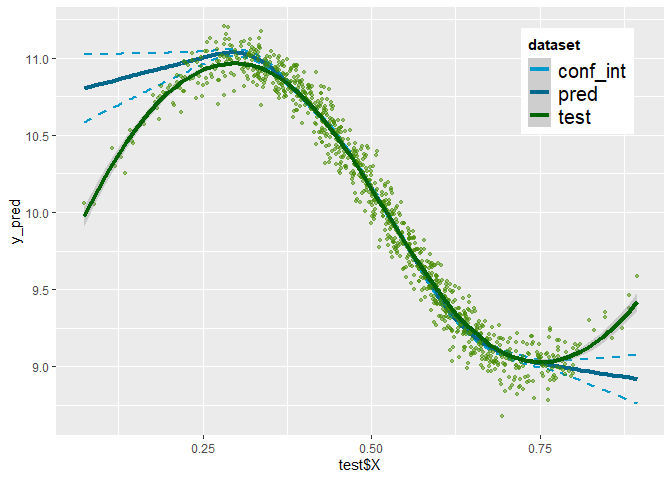 dataset
conf_int
pred
test
11.0
10.5
10.0
9.5
9.0
y_pred
0.25
0.50
0.75
test$X